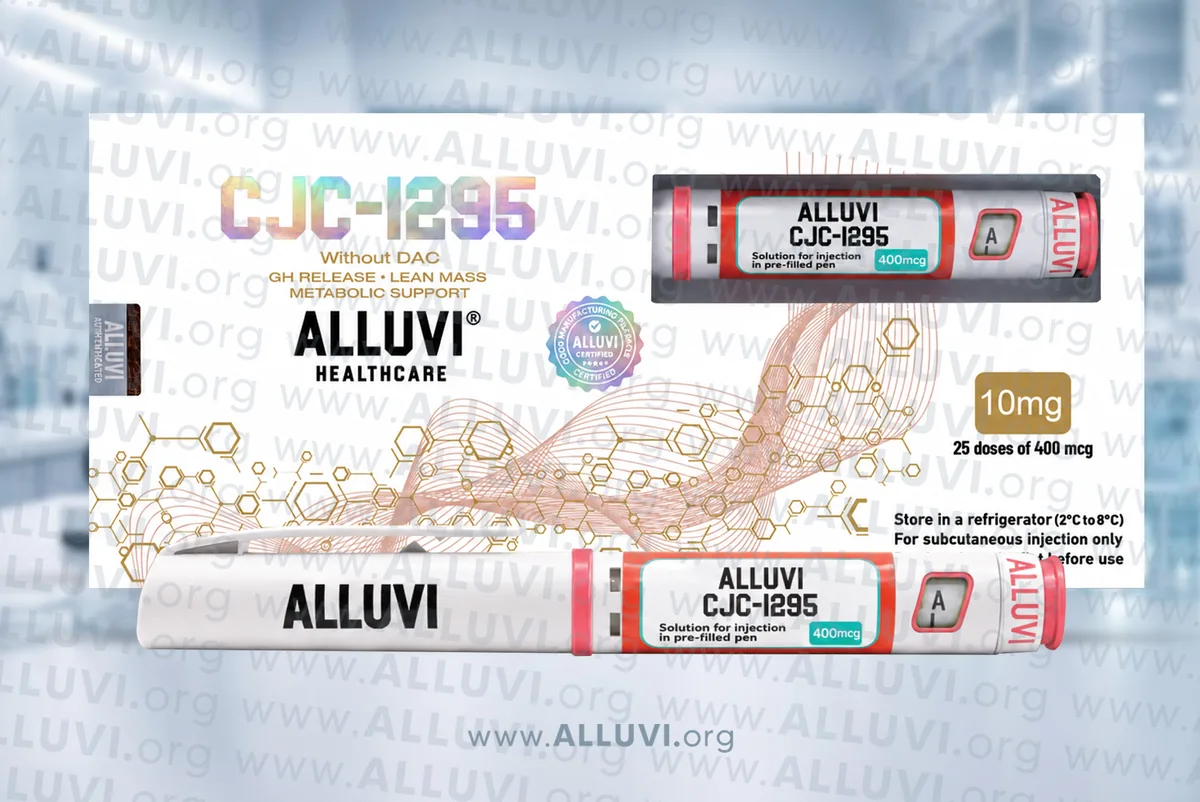 CJC-1295
Without DAC
GH RELEASE • LEAN MASS
METABOLIC SUPPORT
ALLUVI®
HEALTHCARE
ALLUVI
AUTHENTICATED
ALLUVI
CERTIFIED
CERTIFIED
ALLUVI
CJC-1295
Solution for injection
in pre-filled pen
400mcg
A
ALLUVI
10mg
25 doses of 400 mcg
Store in a refrigerator (2°C to 8°C)
For subcutaneous injection only
before use
ALLUVI
ALLUVI
CJC-1295
Solution for injection
in pre-filled pen
400mcg
A
ALLUVI
www.ALLUVI.org